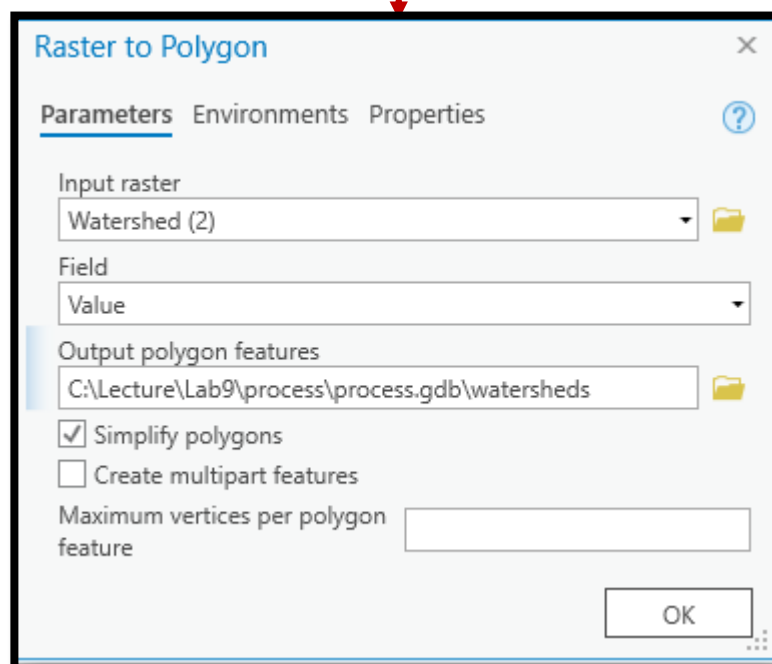 Raster to Polygon
Parameters Environments Properties
Input raster
Watershed (2)
Field
Value
Output polygon features
C:\Lecture\Lab9\process\process.gdb\watersheds
Simplify polygons
Create multipart features
Maximum vertices per polygon
feature
OK